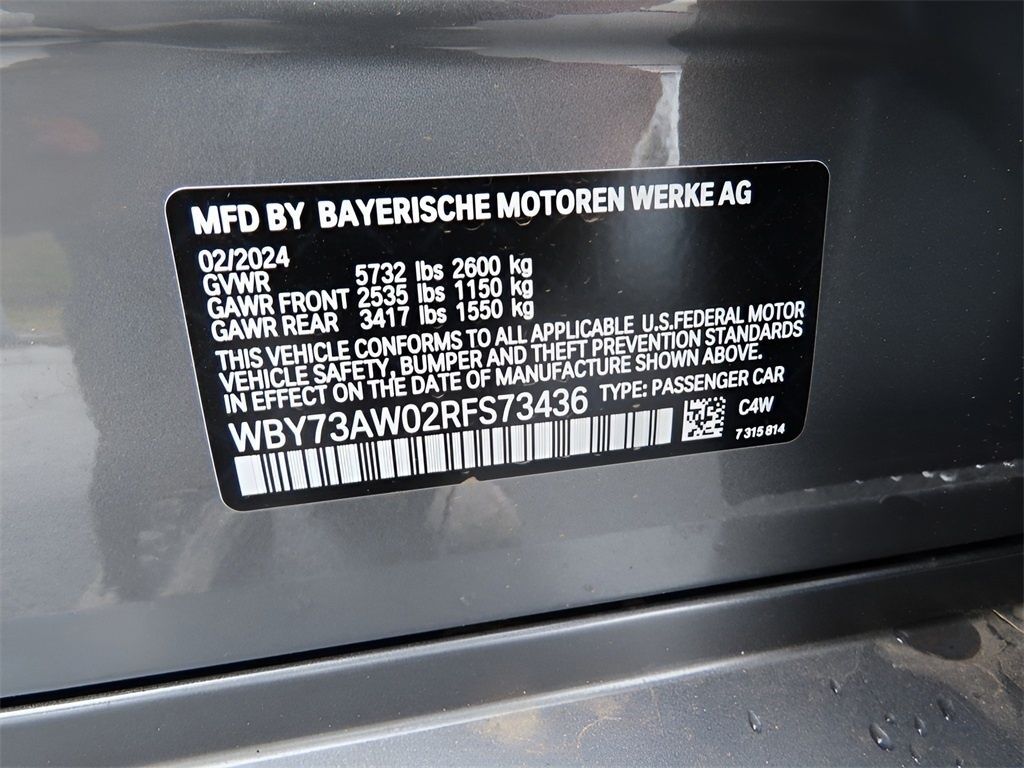 MFD BY BAYERISCHE MOTOREN WERKE AG
02/2024
GVWR 5732 lbs 2600 kg
GAWR FRONT 2535 lbs 1150 kg
GAWR REAR 3417 lbs 1550 kg
THIS VEHICLE CONFORMS TO ALL APPLICABLE U.S.FEDERAL MOTOR
VEHICLE SAFETY, BUMPER AND THEFT PREVENTION STANDARDS
IN EFFECT ON THE DATE OF MANUFACTURE SHOWN ABOVE.
WBY73AW02RFS73436 TYPE: PASSENGER CAR
C4W
7 315 814